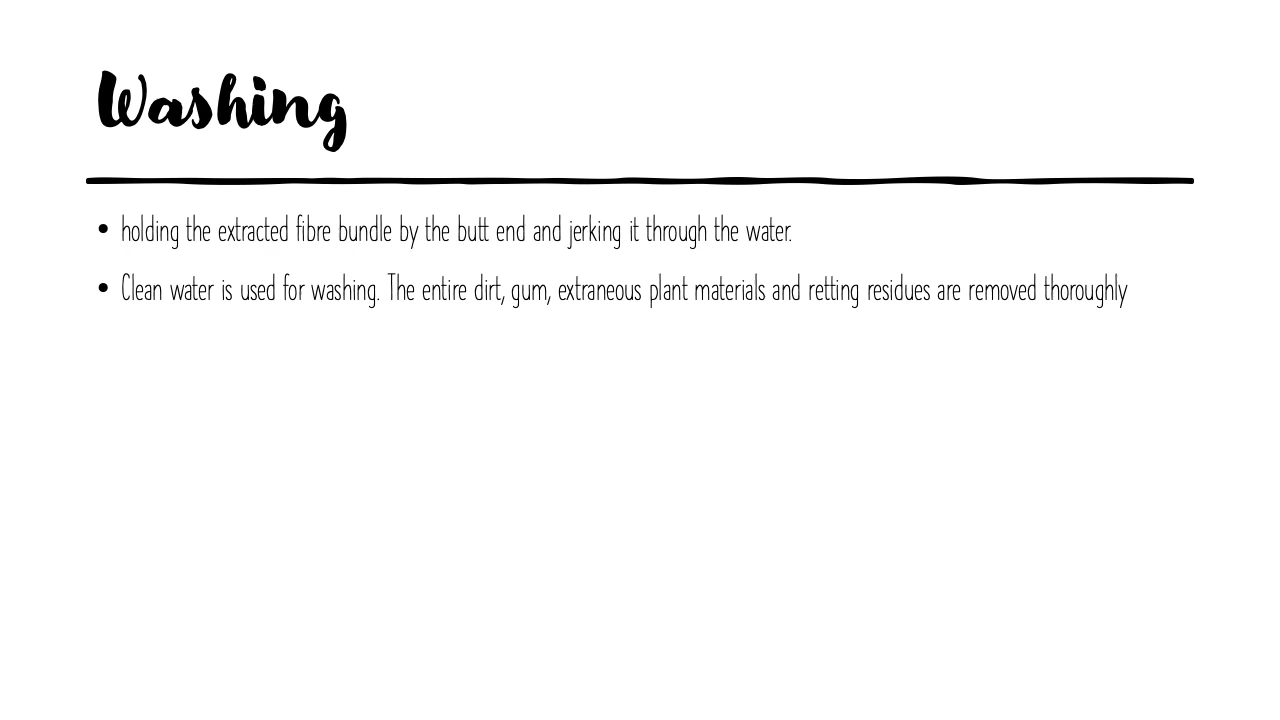 Washing
• holding the extracted fibre bundle by the butt end and jerking it through the water.
• Clean water is used for washing. The entire dirt, gum, extraneous plant materials and retting residues are removed thoroughly